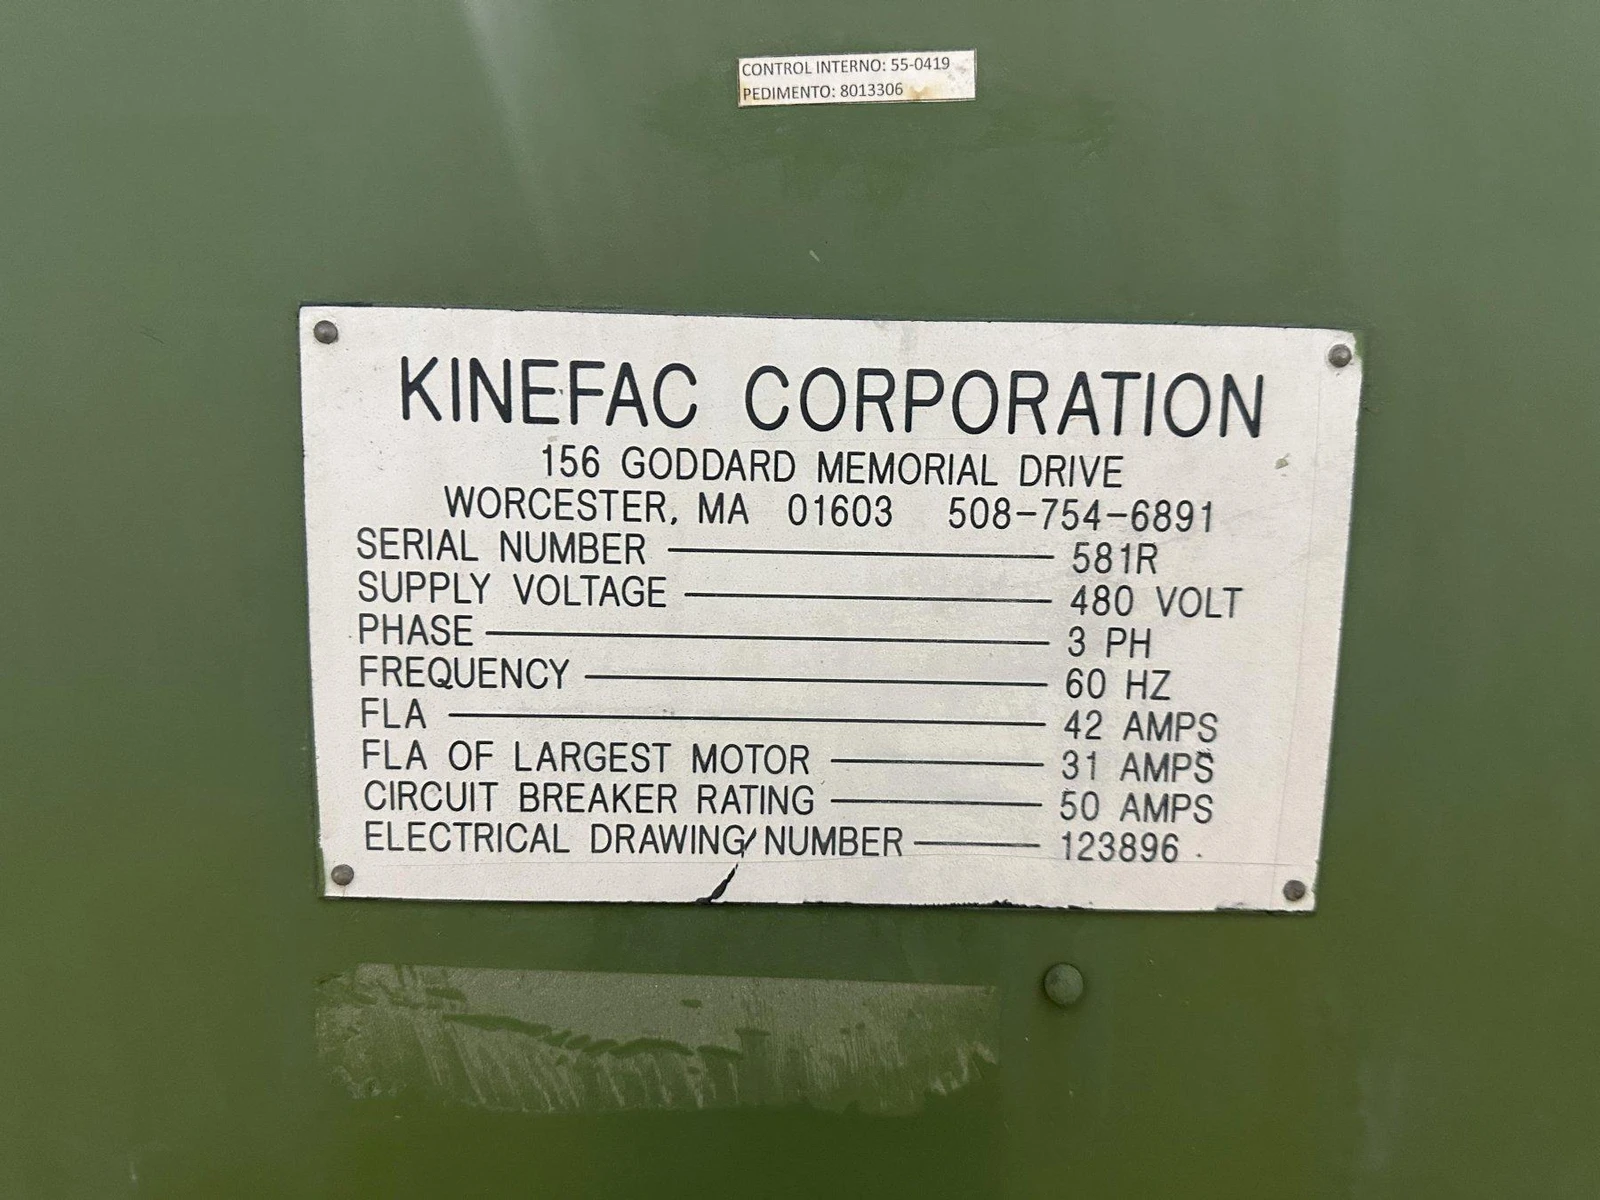 CONTROL INTERNO: 55-0419
PEDIMENTO: 8013306
KINEFAC CORPORATION
156 GODDARD MEMORIAL DRIVE
WORCESTER, MA 01603 508-754-6891
SERIAL NUMBER 581R
SUPPLY VOLTAGE 480 VOLT
PHASE 3 PH
FREQUENCY 60 HZ
FLA 42 AMPS
FLA OF LARGEST MOTOR 31 AMPS
CIRCUIT BREAKER RATING 50 AMPS
ELECTRICAL DRAWING NUMBER 123896